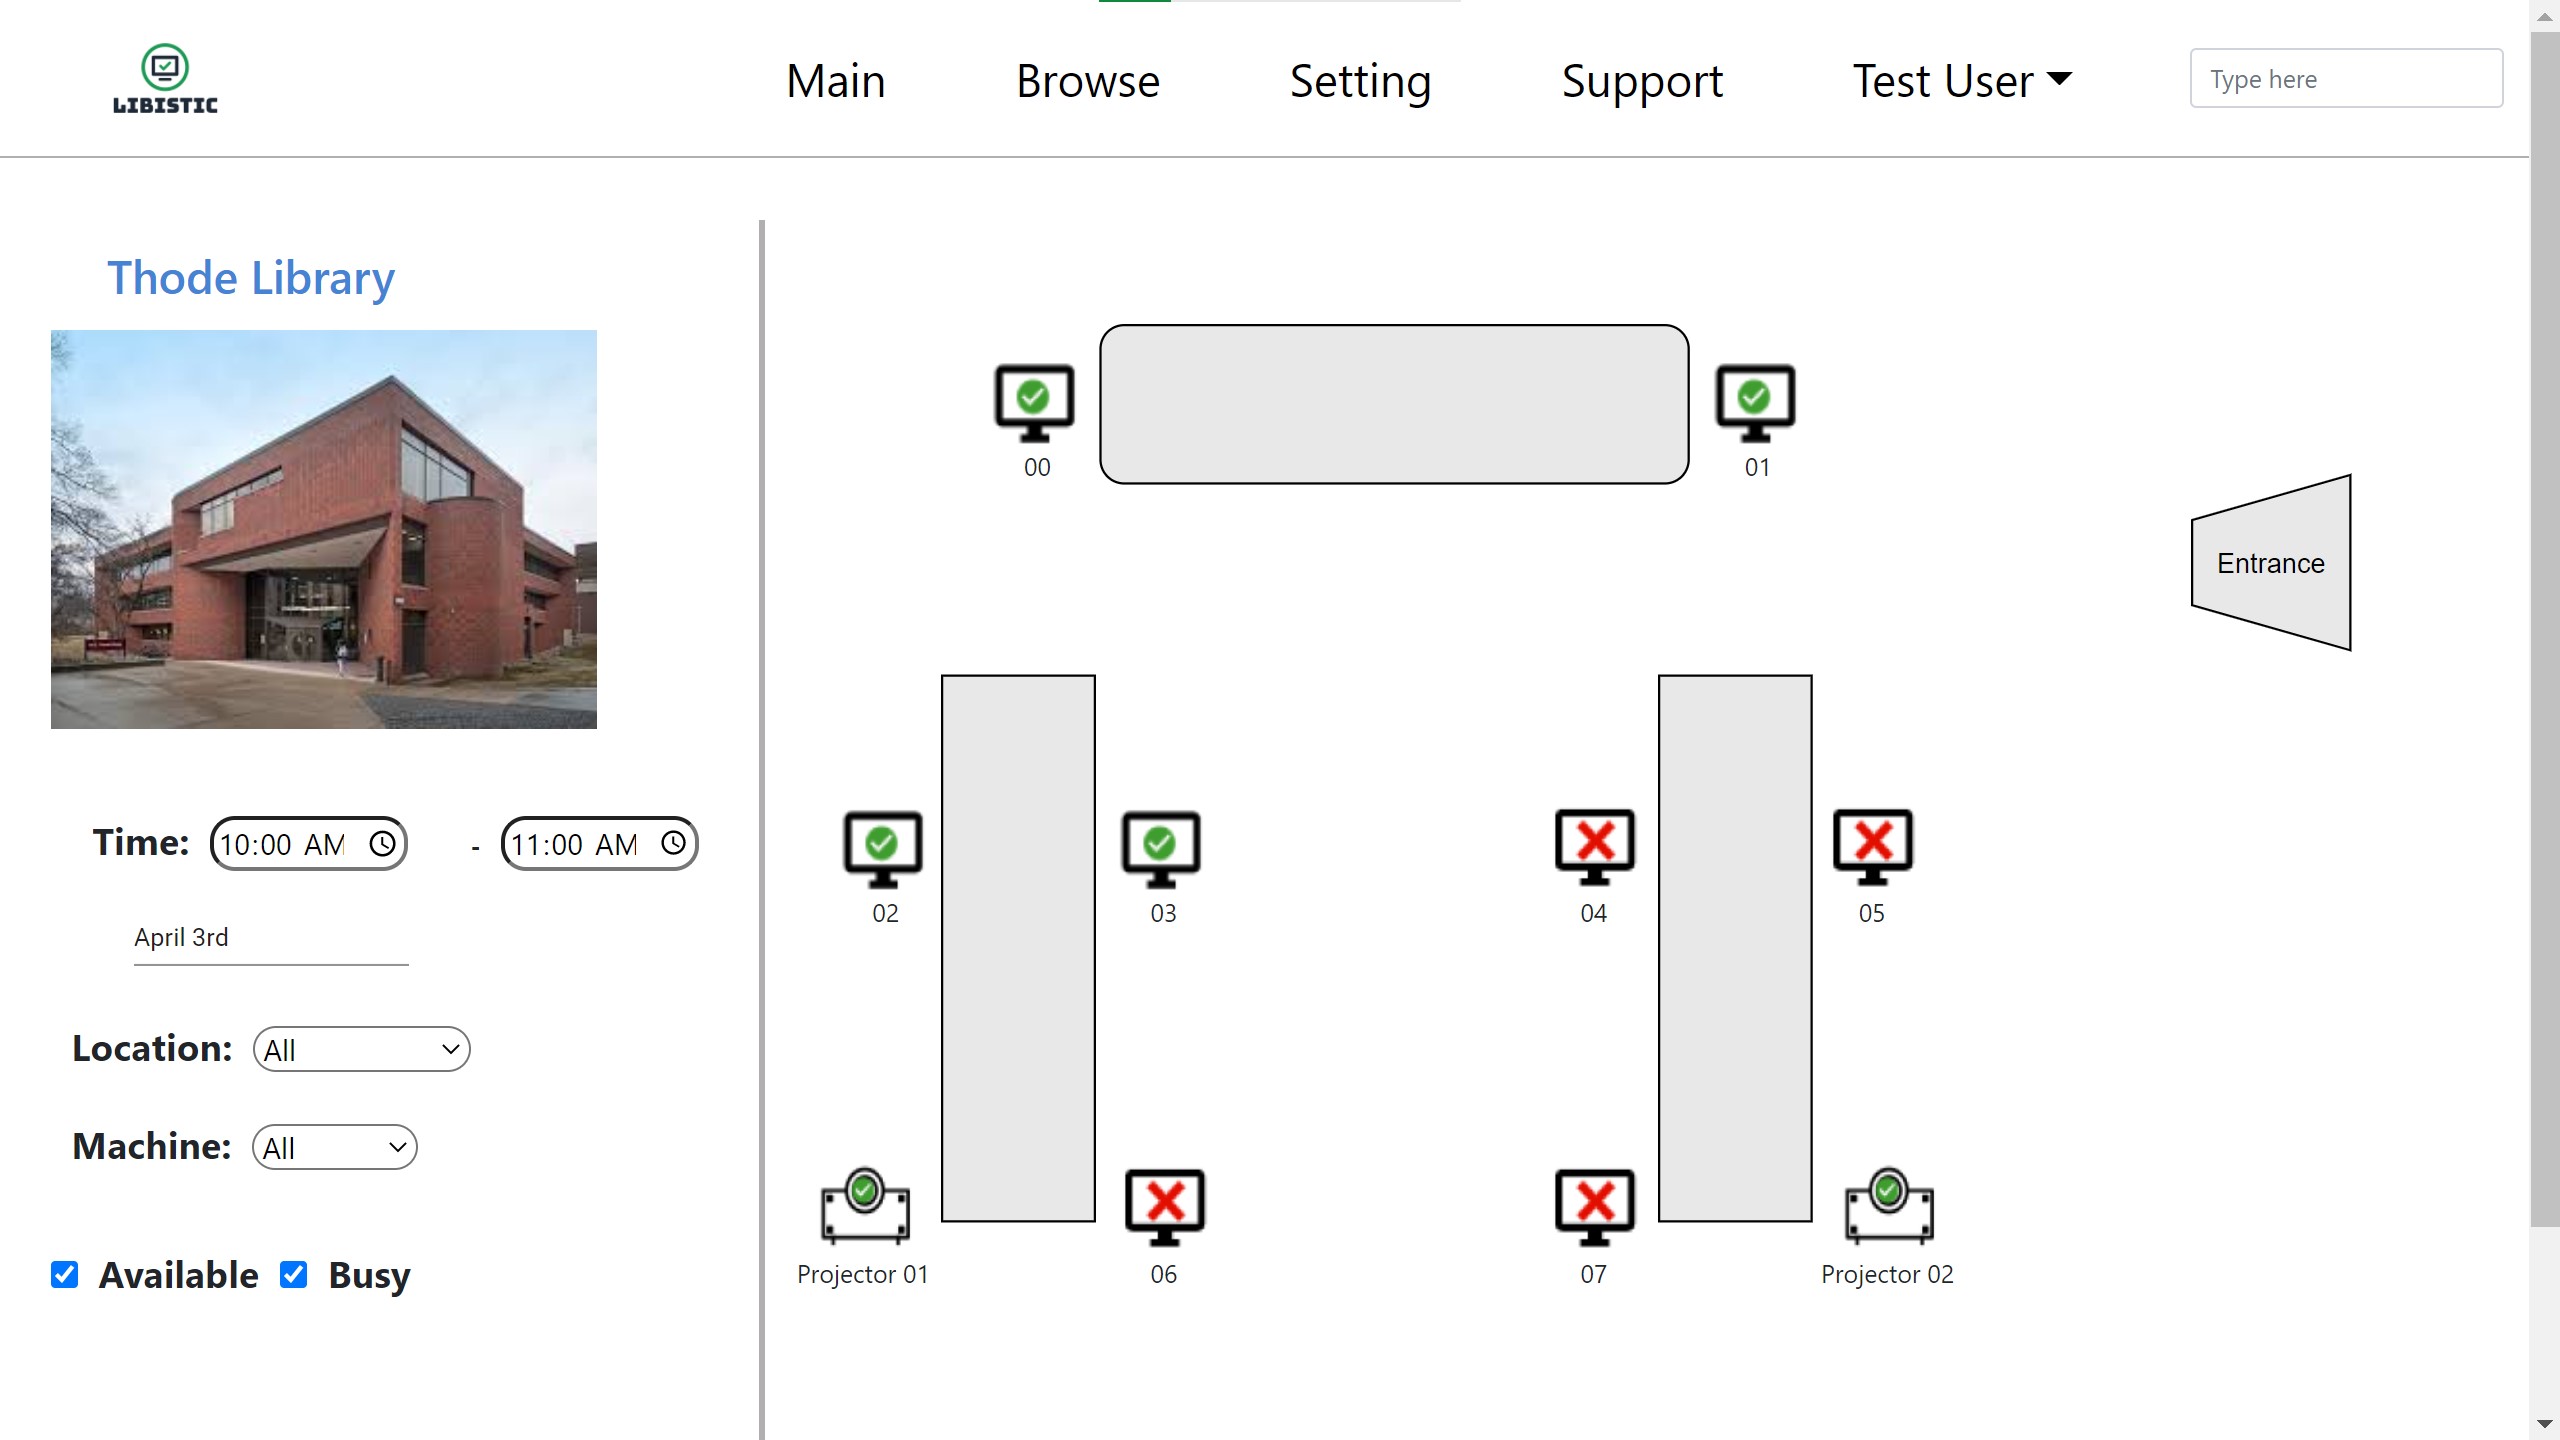 LIBISTIC
Main Browse Setting Support Test User Type here
Thode Library
00 01
Entrance
Time: 10:00 AM - 11:00 AM
02 03 04 05
April 3rd
Location: All
Machine: All
Projector 01 06 07 Projector 02
Available Busy